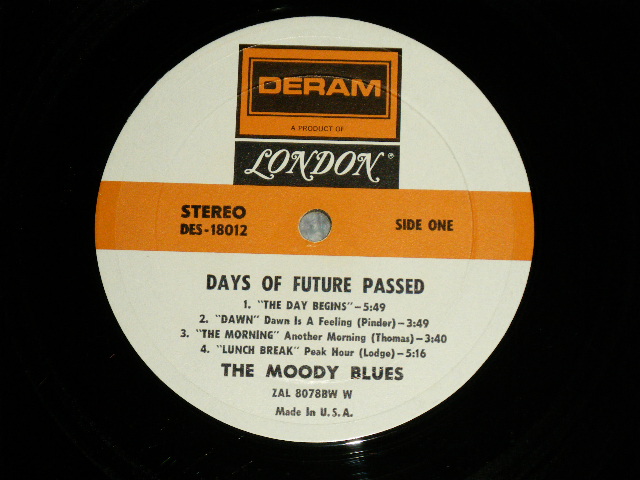 DERAM
A PRODUCT OF
LONDON®
STEREO
DES-18012
SIDE ONE
DAYS OF FUTURE PASSED
1. "THE DAY BEGINS"—5:49
2. "DAWN" Dawn Is A Feeling (Pinder)—3:49
3. "THE MORNING" Another Morning (Thomas)—3:40
4. "LUNCH BREAK" Peak Hour (Lodge)—5:16
THE MOODY BLUES
ZAL 8078BW W
Made In U.S.A.